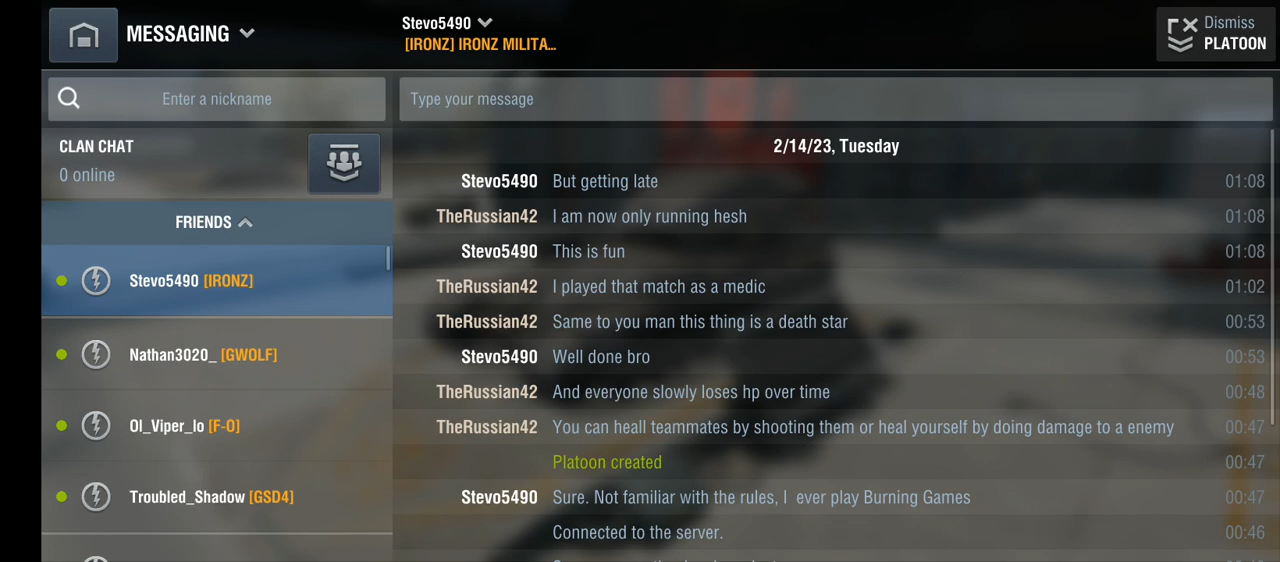 MESSAGING
Stevo5490
[IRONZ] IRONZ MILITA...
Dismiss
PLATOON
Enter a nickname
Type your message
CLAN CHAT
0 online
FRIENDS
Stevo5490 [IRONZ]
Nathan3020_ [GWOLF]
Troubled_Shadow [GSD4]
2/14/23, Tuesday
Stevo5490 But getting late 01:08
TheRussian42 I am now only running hesh 01:08
Stevo5490 This is fun 01:08
TheRussian42 I played that match as a medic 01:02
TheRussian42 Same to you man this thing is a death star 00:53
Stevo5490 Well done bro 00:53
TheRussian42 And everyone slowly loses hp over time 00:48
TheRussian42 You can heall teammates by shooting them or heal yourself by doing damage to a enemy 00:47
Platoon created 00:47
Stevo5490 Sure. Not familiar with the rules, I ever play Burning Games 00:47
Connected to the server. 00:46